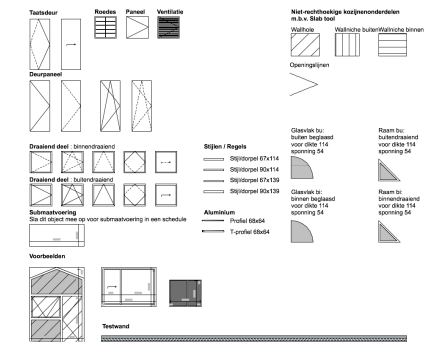 Taatsdeur
Roedes
Paneel
Ventilatie
Niet-rechthoekige kozijnenonderdelen
m.b.v. Slab tool
Wallhole
Wallniche buiten
Wallniche binnen
Openingslijnen
Deurpaneel
Draaiend deel : binnendraaiend
Draaiend deel : buitendraaiend
Stijlen / Regels
Stijl/dorpel 67x114
Stijl/dorpel 90x114
Stijl/dorpel 67x139
Stijl/dorpel 90x139
Glasvlak bu:
buiten beglaasd
voor dikte 114
sponning 54
Raam bu:
buitendraaiend
voor dikte 114
sponning 54
Glasvlak bi:
binnen beglaasd
voor dikte 114
sponning 54
Raam bi:
binnendraaiend
voor dikte 114
sponning 54
Submaatvoering
Sla dit object mee op voor submaatvoering in een schedule
Aluminium
Profiel 68x64
T-profiel 68x64
Voorbeelden
Testwand